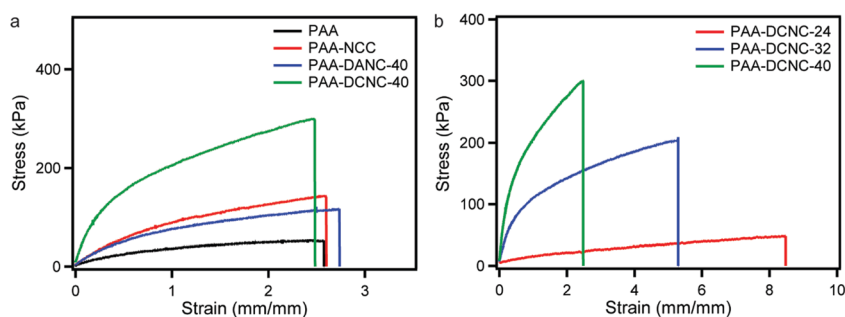 a
PAA
PAA-NCC
PAA-DANC-40
PAA-DCNC-40
400
200
0
Stress (kPa)
0 1 2 3
Strain (mm/mm)
b
PAA-DCNC-24
PAA-DCNC-32
PAA-DCNC-40
400
300
200
100
0
Stress (kPa)
0 2 4 6 8 10
Strain (mm/mm)